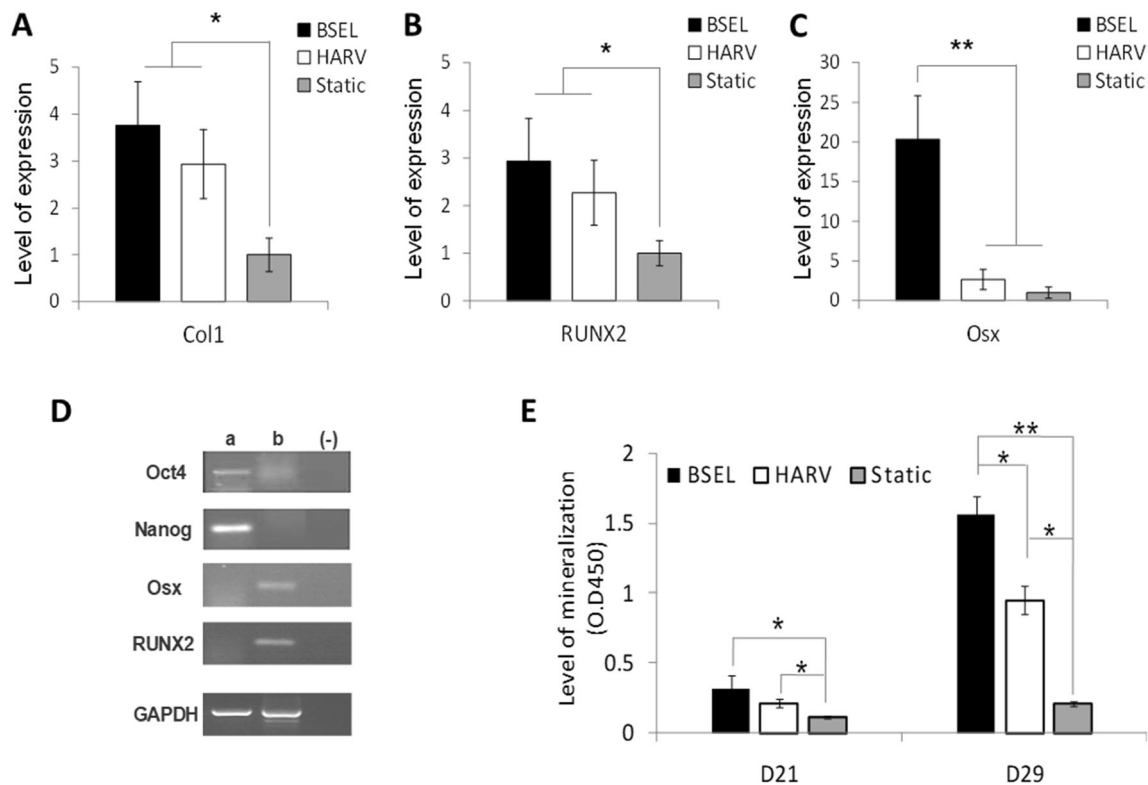 A
*
BSEL
HARV
Static
Level of expression
5
4
3
2
1
0
Col1
B
*
BSEL
HARV
Static
Level of expression
5
4
3
2
1
0
RUNX2
C
**
BSEL
HARV
Static
Level of expression
30
25
20
15
10
5
0
Osx
D
a b (-)
Oct4
Nanog
Osx
RUNX2
GAPDH
E
BSEL HARV Static
Level of mineralization
(O.D450)
2
1.5
1
0.5
0
*
*
**
*
*
D21 D29